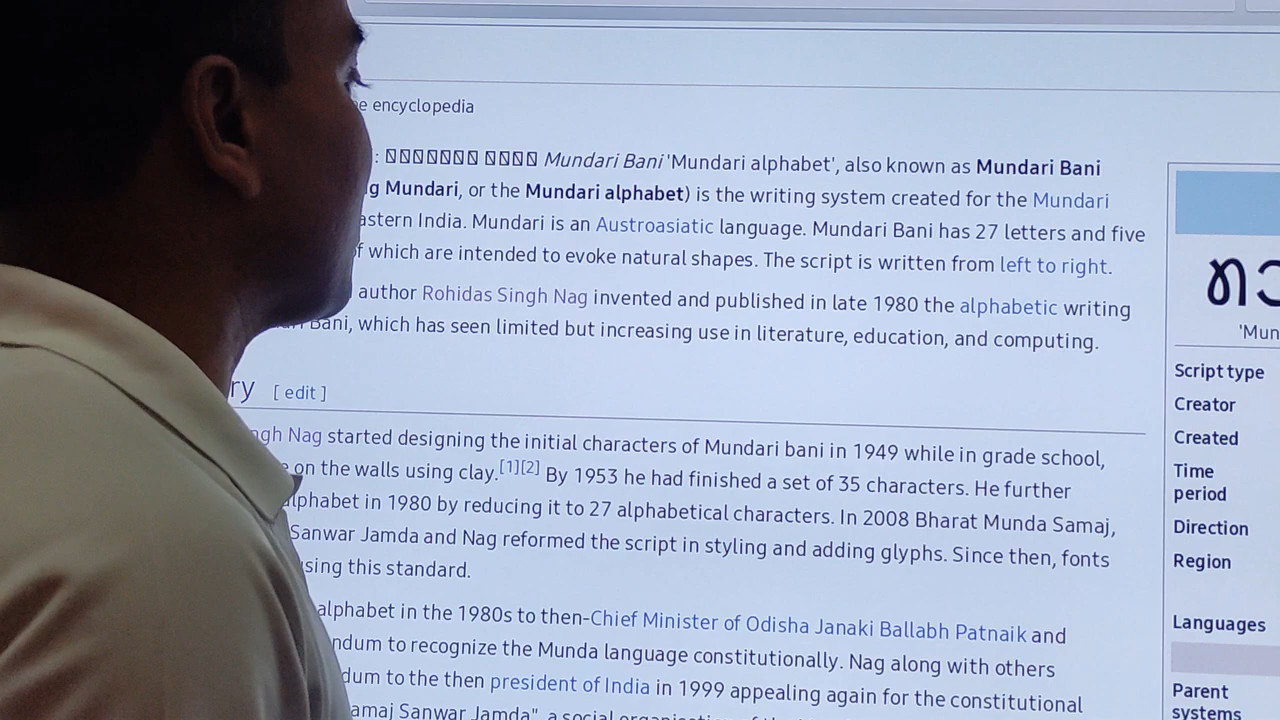 encyclopedia
: 𞓧𞓟𞓨𞓬𞓤𞓕𞓣 Mundari Bani 'Mundari alphabet', also known as Mundari Bani
Mundari, or the Mundari alphabet) is the writing system created for the Mundari
India. Mundari is an Austroasiatic language. Mundari Bani has 27 letters and five
which are intended to evoke natural shapes. The script is written from left to right.
author Rohidas Singh Nag invented and published in late 1980 the alphabetic writing
Bani, which has seen limited but increasing use in literature, education, and computing.
[ edit ]
Nag started designing the initial characters of Mundari bani in 1949 while in grade school,
on the walls using clay.[1][2] By 1953 he had finished a set of 35 characters. He further
alphabet in 1980 by reducing it to 27 alphabetical characters. In 2008 Bharat Munda Samaj,
Sanwar Jamda and Nag reformed the script in styling and adding glyphs. Since then, fonts
using this standard.
alphabet in the 1980s to then-Chief Minister of Odisha Janaki Ballabh Patnaik and
to recognize the Munda language constitutionally. Nag along with others
to the then president of India in 1999 appealing again for the constitutional
Samaj Sanwar Jamda", a social
Script type
Creator
Created
Time
period
Direction
Region
Languages
Parent
systems